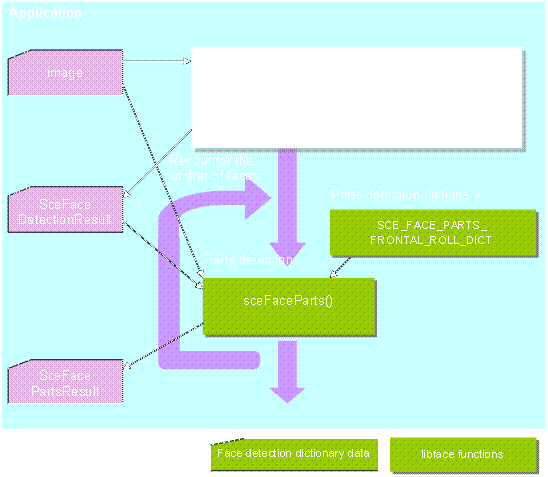 Application
image
Repeat for the
number of faces
SceFace
DetectionResult
Parts detection dictionary
SCE_FACE_PARTS_
FRONTAL_ROLL_DICT
Parts detection
sceFaceParts()
SceFace
PartsResult
Face detection dictionary data
libface functions